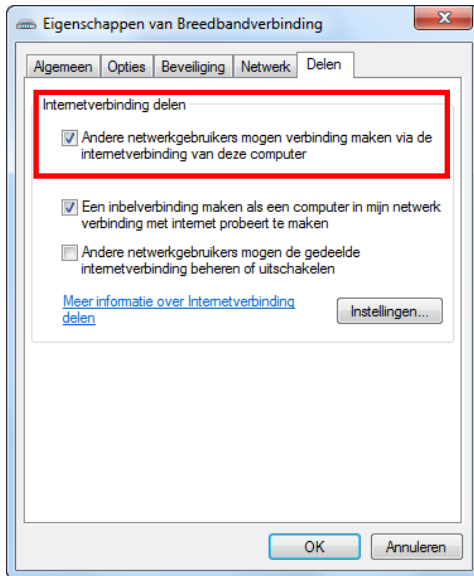 Eigenschappen van Breedbandverbinding
Algemeen Opties Beveiliging Netwerk Delen
Internetverbinding delen
Andere netwerkgebruikers mogen verbinding maken via de
internetverbinding van deze computer
Een inbelverbinding maken als een computer in mijn netwerk
verbinding met internet probeert te maken
Andere netwerkgebruikers mogen de gedeelde
internetverbinding beheren of uitschakelen
Meer informatie over Internetverbinding
delen
Instellingen...
OK Annuleren